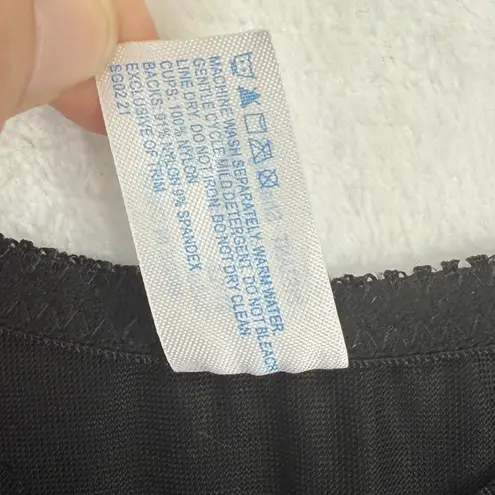 MACHINE WASH SEPARATELY. WARM WATER.
GENTLE CYCLE MILD DETERGENT. DO NOT BLEACH
LINE DRY. DO NOT IRON. DO NOT DRY CLEAN
CUPS: 100% NYLON
BACKS: 91% NYLON 9% SPANDEX
EXCLUSIVE OF TRIM